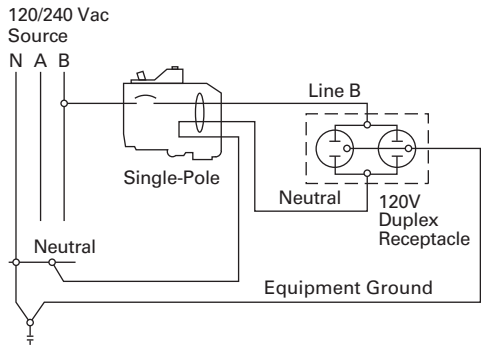 120/240 Vac
Source
N A B
Line B
Single-Pole
Neutral
120V
Duplex
Receptacle
Neutral
Equipment Ground